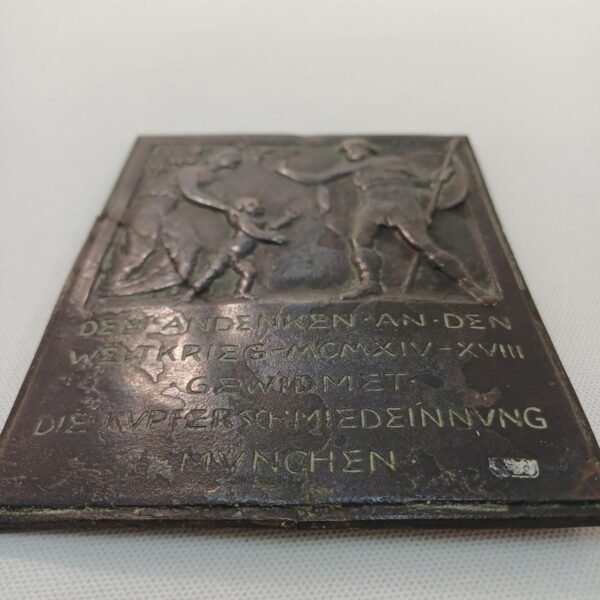 DEM ANDENKEN·AN·DEN
WELTKRIEG-MCMXIV-XVIII
·GEWIDMET·
DIE KVPFERSCHMIEDEINNVNG
MVNCHEN·